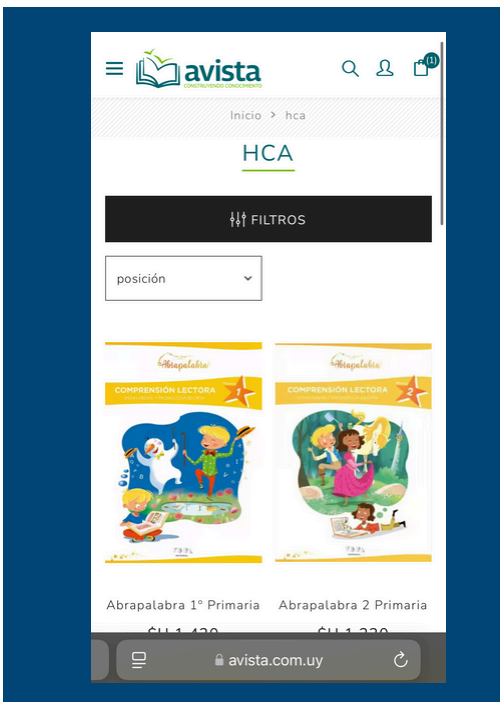 avista
CONSTRUYENDO CONOCIMIENTO
(1)
Inicio > hca
HCA
FILTROS
posición
Abrapalabra
COMPRENSIÓN LECTORA
1
Abrapalabra
COMPRENSIÓN LECTORA
2
Abrapalabra 1° Primaria
Abrapalabra 2 Primaria
avista.com.uy